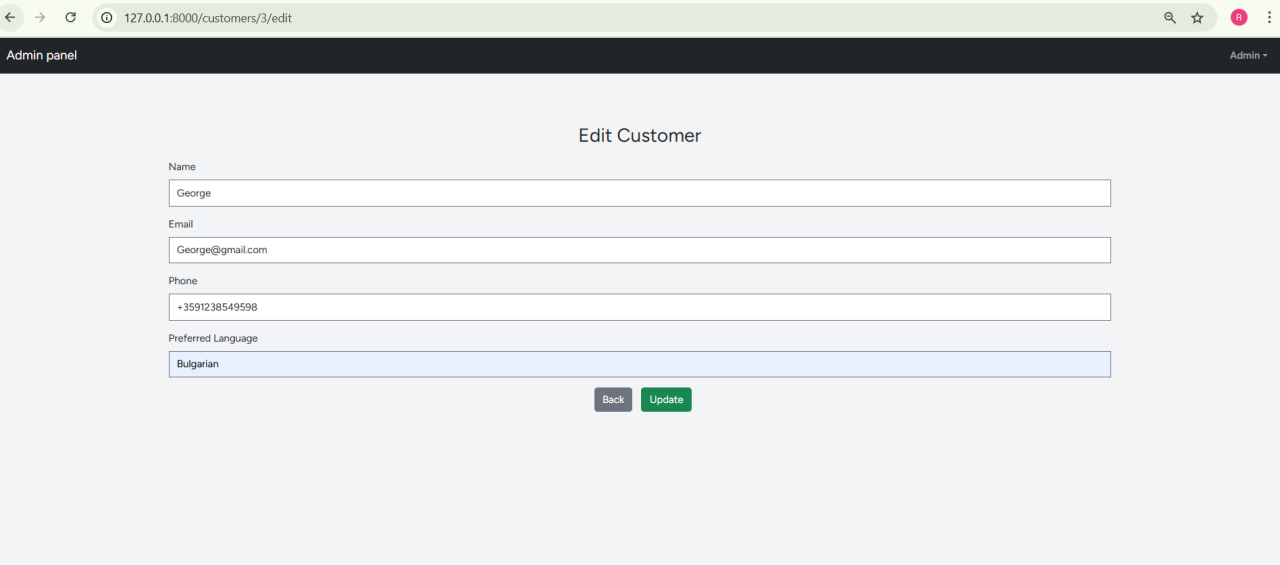 127.0.0.1:8000/customers/3/edit
R
Admin panel
Admin
Edit Customer
Name
George
Email
George@gmail.com
Phone
+3591238549598
Preferred Language
Bulgarian
Back Update